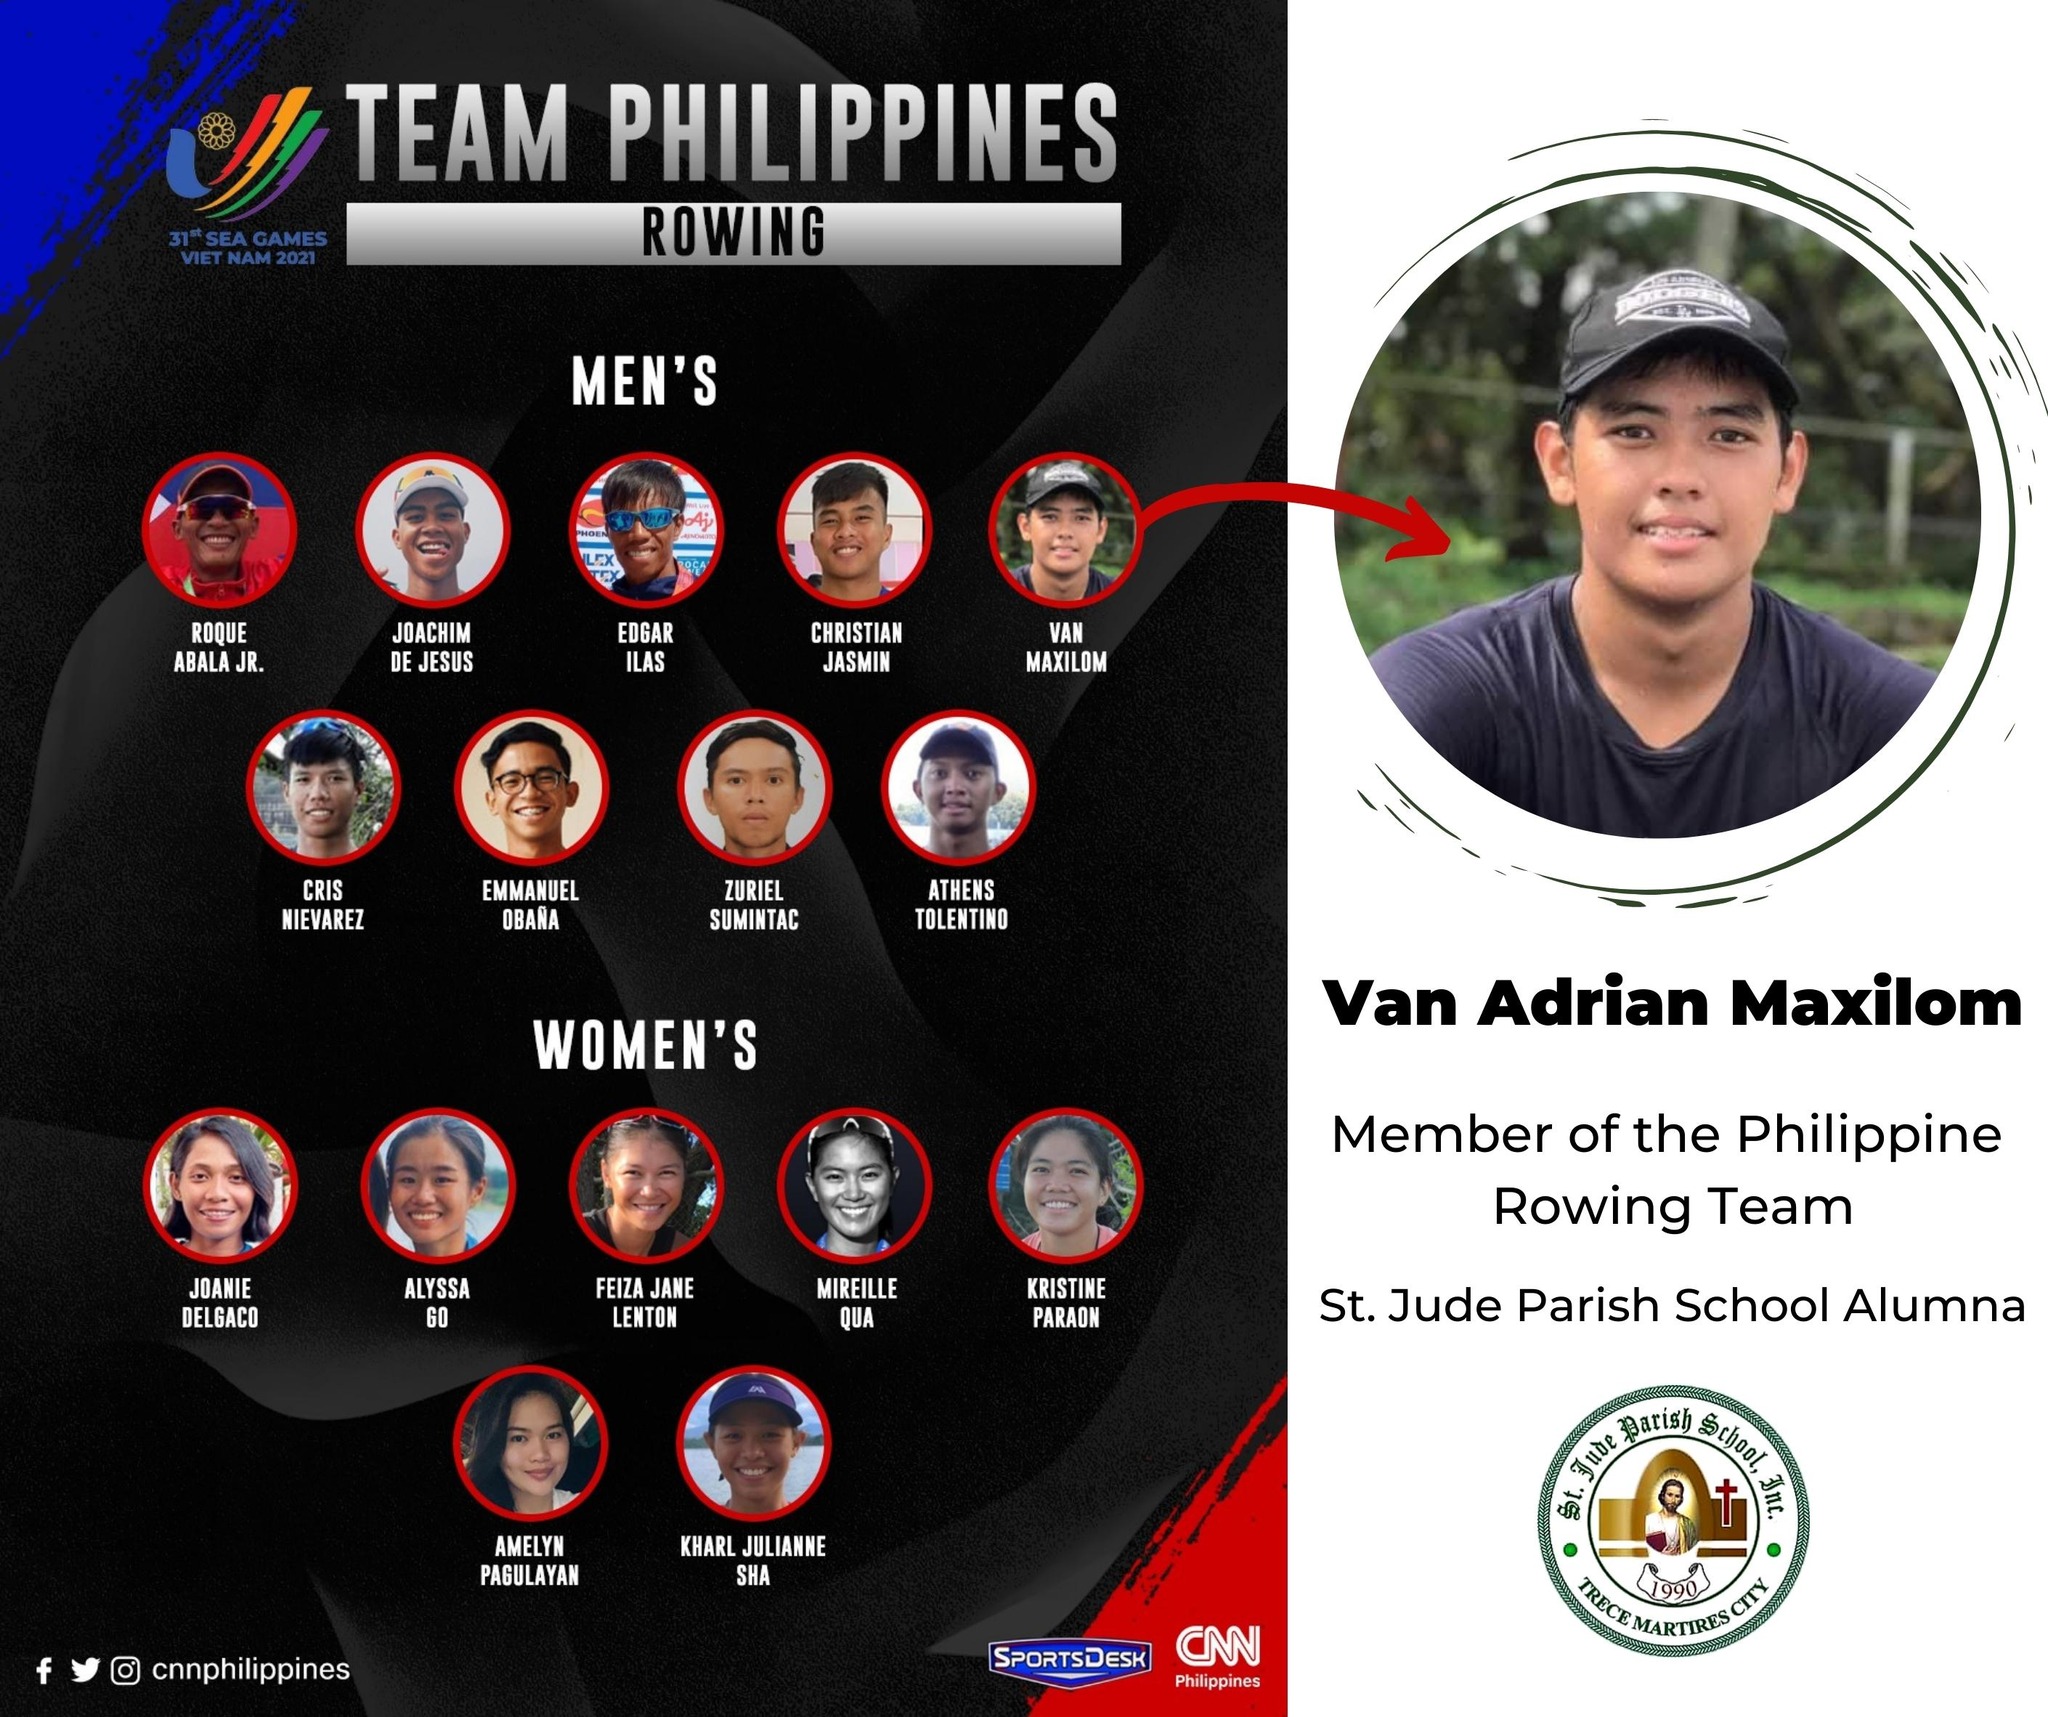 TEAM PHILIPPINES
ROWING
31st SEA GAMES
VIET NAM 2021
MEN'S
ROQUE
ABALA JR.
JOACHIM
DE JESUS
EDGAR
ILAS
CHRISTIAN
JASMIN
VAN
MAXILOM
CRIS
NIEVAREZ
EMMANUEL
OBAÑA
ZURIEL
SUMINTAC
ATHENS
TOLENTINO
WOMEN'S
JOANIE
DELGACO
ALYSSA
GO
FEIZA JANE
LENTON
MIREILLE
QUA
KRISTINE
PARAON
AMELYN
PAGULAYAN
KHARL JULIANNE
SHA
cnnphilippines
SPORTSDESK
CNN
Philippines
Van Adrian Maxilom
Member of the Philippine
Rowing Team
St. Jude Parish School Alumna
St. Jude Parish School, Inc.
1990
TRECE MARTIRES CITY